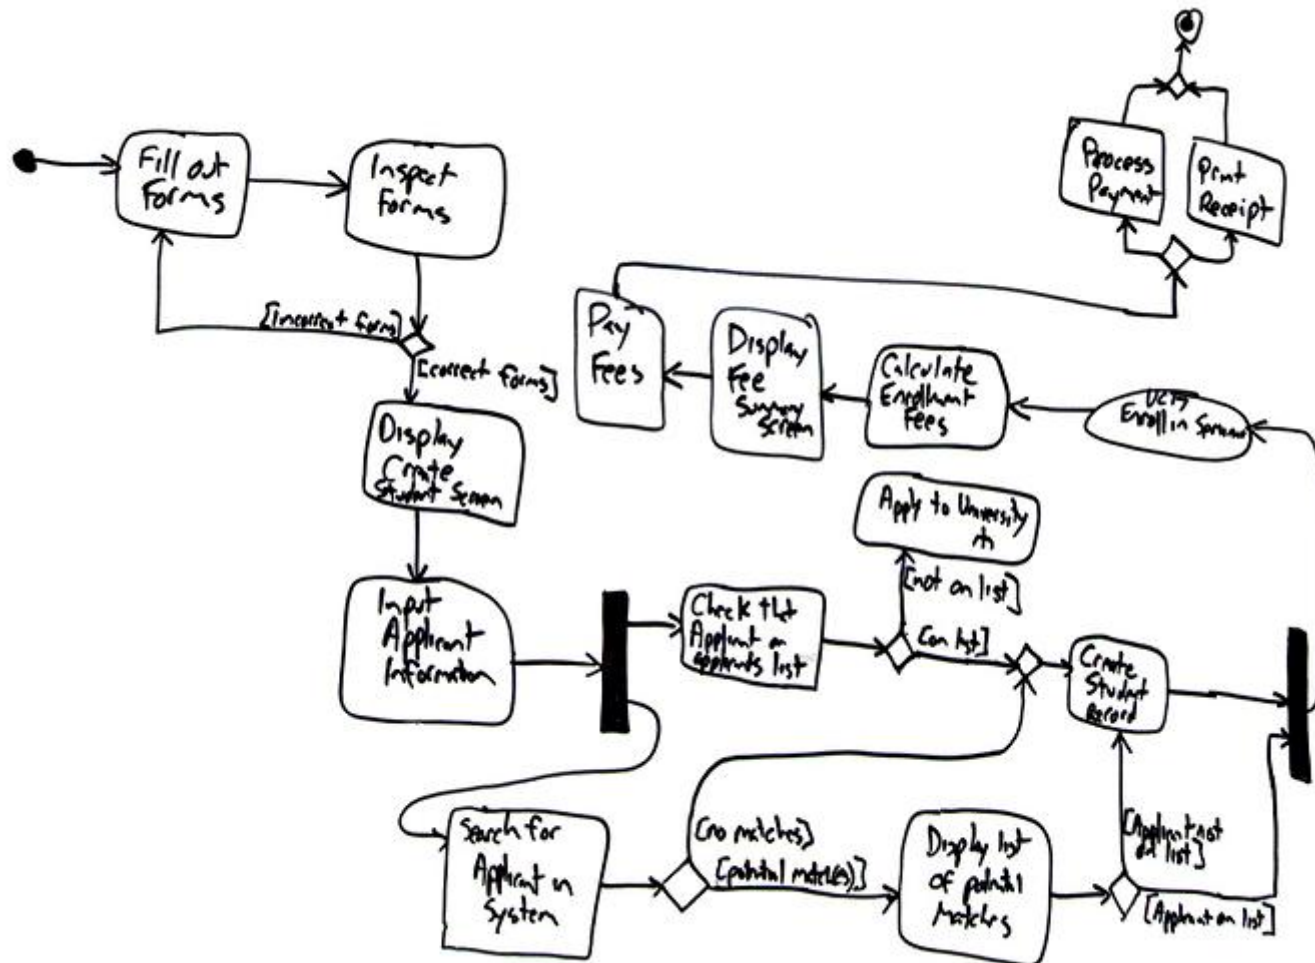 Fill out
Forms
Inspect
Forms
[incorrect forms]
[correct forms]
Display
Create
Student Screen
Input
Applicant
Information
Check that
Applicant on
applicants list
Apply to University
[not on list]
[on list]
Create
Student
Record
Search for
Applicant in
System
[no matches]
[potential match(es)]
Display list
of potential
Matches
[Applicant not
on list]
[Applicant on list]
Enroll in
Calculate
Enrollment
Fees
Display
Fee
Summary
Screen
Pay
Fees
Process
Payment
Print
Receipt